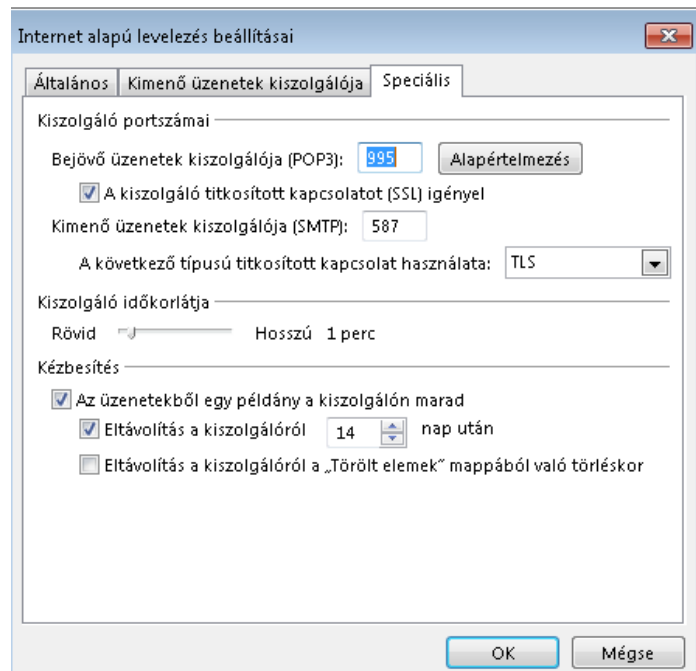 Internet alapú levelezés beállításai
Általános Kimenő üzenetek kiszolgálója Speciális
Kiszolgáló portszámai
Bejövő üzenetek kiszolgálója (POP3): 995 Alapértelmezés
A kiszolgáló titkosított kapcsolatot (SSL) igényel
Kimenő üzenetek kiszolgálója (SMTP): 587
A következő típusú titkosított kapcsolat használata: TLS
Kiszolgáló időkorlátja
Rövid Hosszú 1 perc
Kézbesítés
Az üzenetekből egy példány a kiszolgálón marad
Eltávolítás a kiszolgálóról 14 nap után
Eltávolítás a kiszolgálóról a „Törölt elemek” mappából való törléskor
OK Mégse